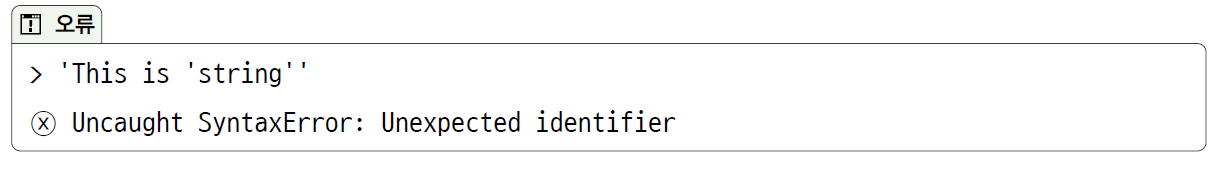 오류
> 'This is 'string''
ⓧ Uncaught SyntaxError: Unexpected identifier